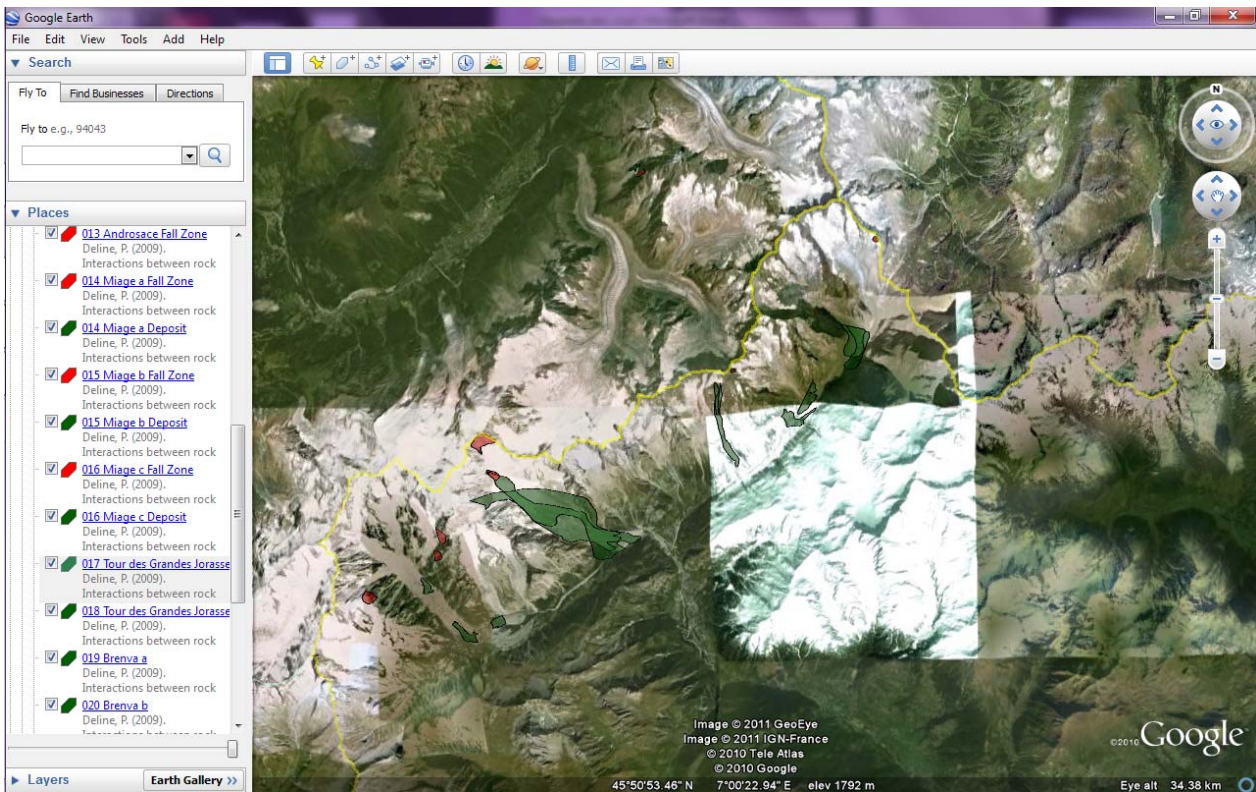 Google Earth
File Edit View Tools Add Help
Search
Fly To Find Businesses Directions
Fly to e.g., 94043
Places
013 Androsace Fall Zone
Deline, P. (2009).
Interactions between rock
014 Miage a Fall Zone
Deline, P. (2009).
Interactions between rock
014 Miage a Deposit
Deline, P. (2009).
Interactions between rock
015 Miage b Fall Zone
Deline, P. (2009).
Interactions between rock
015 Miage b Deposit
Deline, P. (2009).
Interactions between rock
016 Miage c Fall Zone
Deline, P. (2009).
Interactions between rock
016 Miage c Deposit
Deline, P. (2009).
Interactions between rock
017 Tour des Grandes Jorasse
Deline, P. (2009).
Interactions between rock
018 Tour des Grandes Jorasse
Deline, P. (2009).
Interactions between rock
019 Brenva a
Deline, P. (2009).
Interactions between rock
020 Brenva b
Deline, P. (2009).
Layers Earth Gallery »
N
Image © 2011 GeoEye
Image © 2011 IGN-France
© 2010 Tele Atlas
© 2010 Google
©2010 Google
45°50'53.46" N 7°00'22.94" E elev 1792 m Eye alt 34.38 km